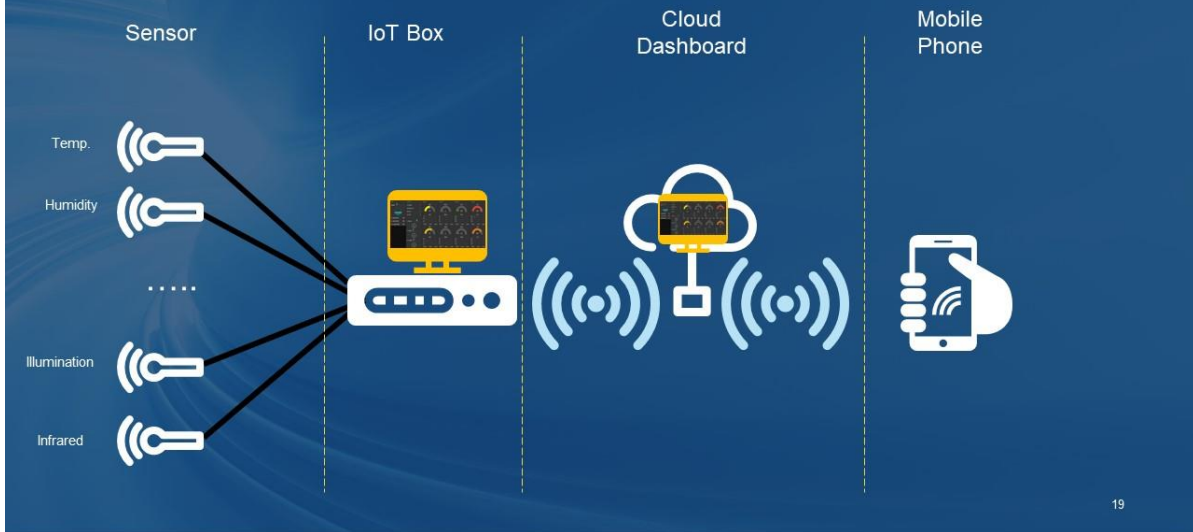 Sensor
IoT Box
Cloud
Dashboard
Mobile
Phone
Temp.
Humidity
.....
Illumination
Infrared
19